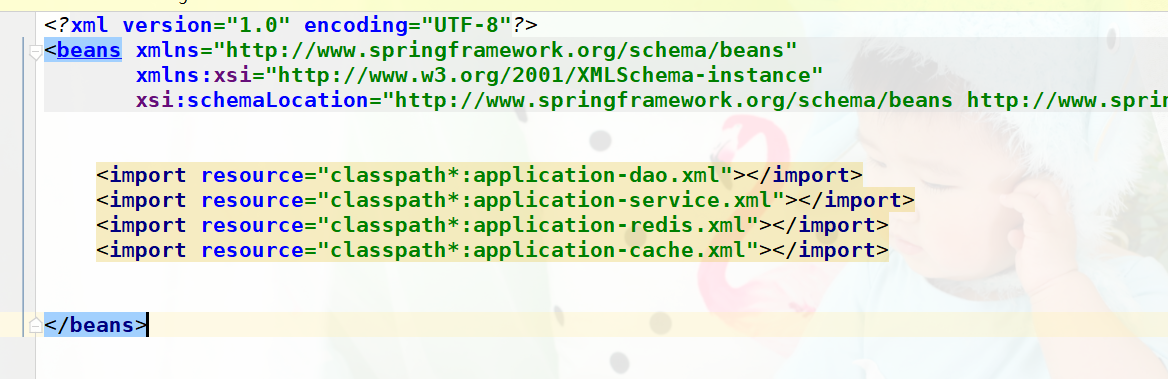 <?xml version="1.0" encoding="UTF-8"?>
<beans xmlns="http://www.springframework.org/schema/beans"
xmlns:xsi="http://www.w3.org/2001/XMLSchema-instance"
xsi:schemaLocation="http://www.springframework.org/schema/beans http://www.sprin
<import resource="classpath*:application-dao.xml"></import>
<import resource="classpath*:application-service.xml"></import>
<import resource="classpath*:application-redis.xml"></import>
<import resource="classpath*:application-cache.xml"></import>
</beans>